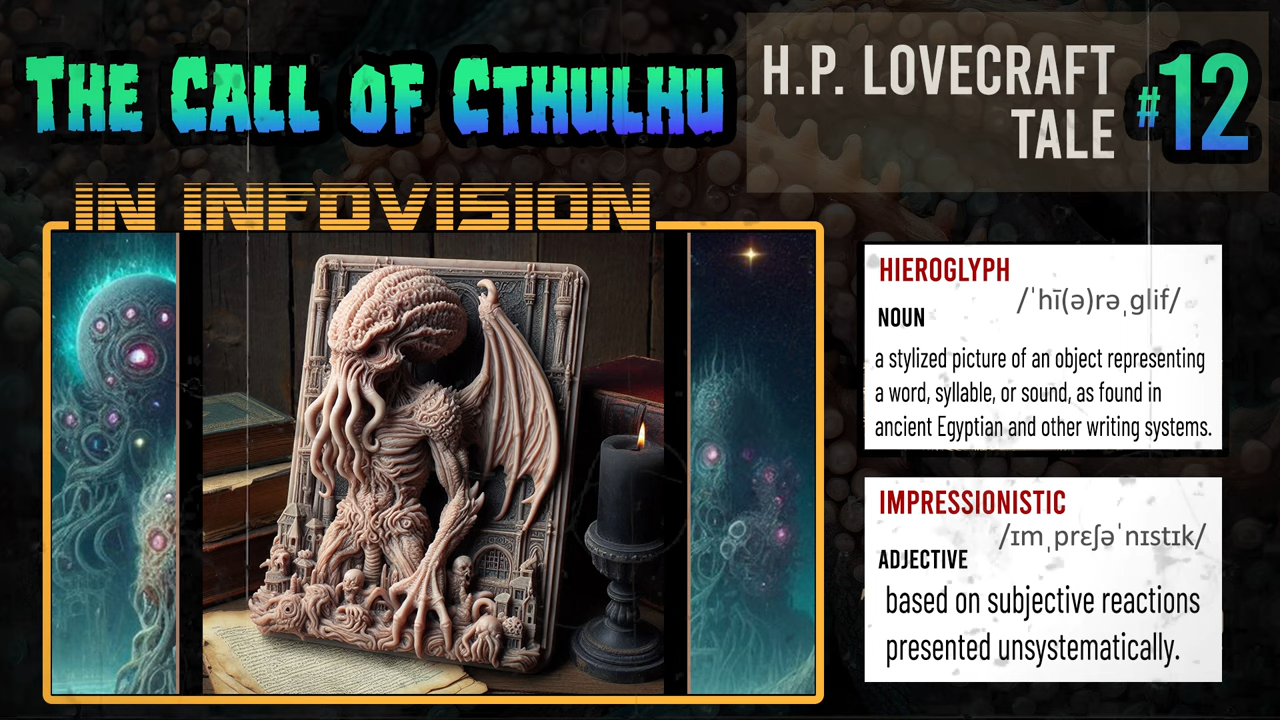 THE CALL OF CTHULHU
H.P. LOVECRAFT
TALE
#12
IN INFOVISION
HIEROGLYPH
/ˈhī(ə)rəˌglif/
NOUN
a stylized picture of an object representing
a word, syllable, or sound, as found in
ancient Egyptian and other writing systems.
IMPRESSIONISTIC
/ɪmˌprɛʃəˈnɪstɪk/
ADJECTIVE
based on subjective reactions
presented unsystematically.